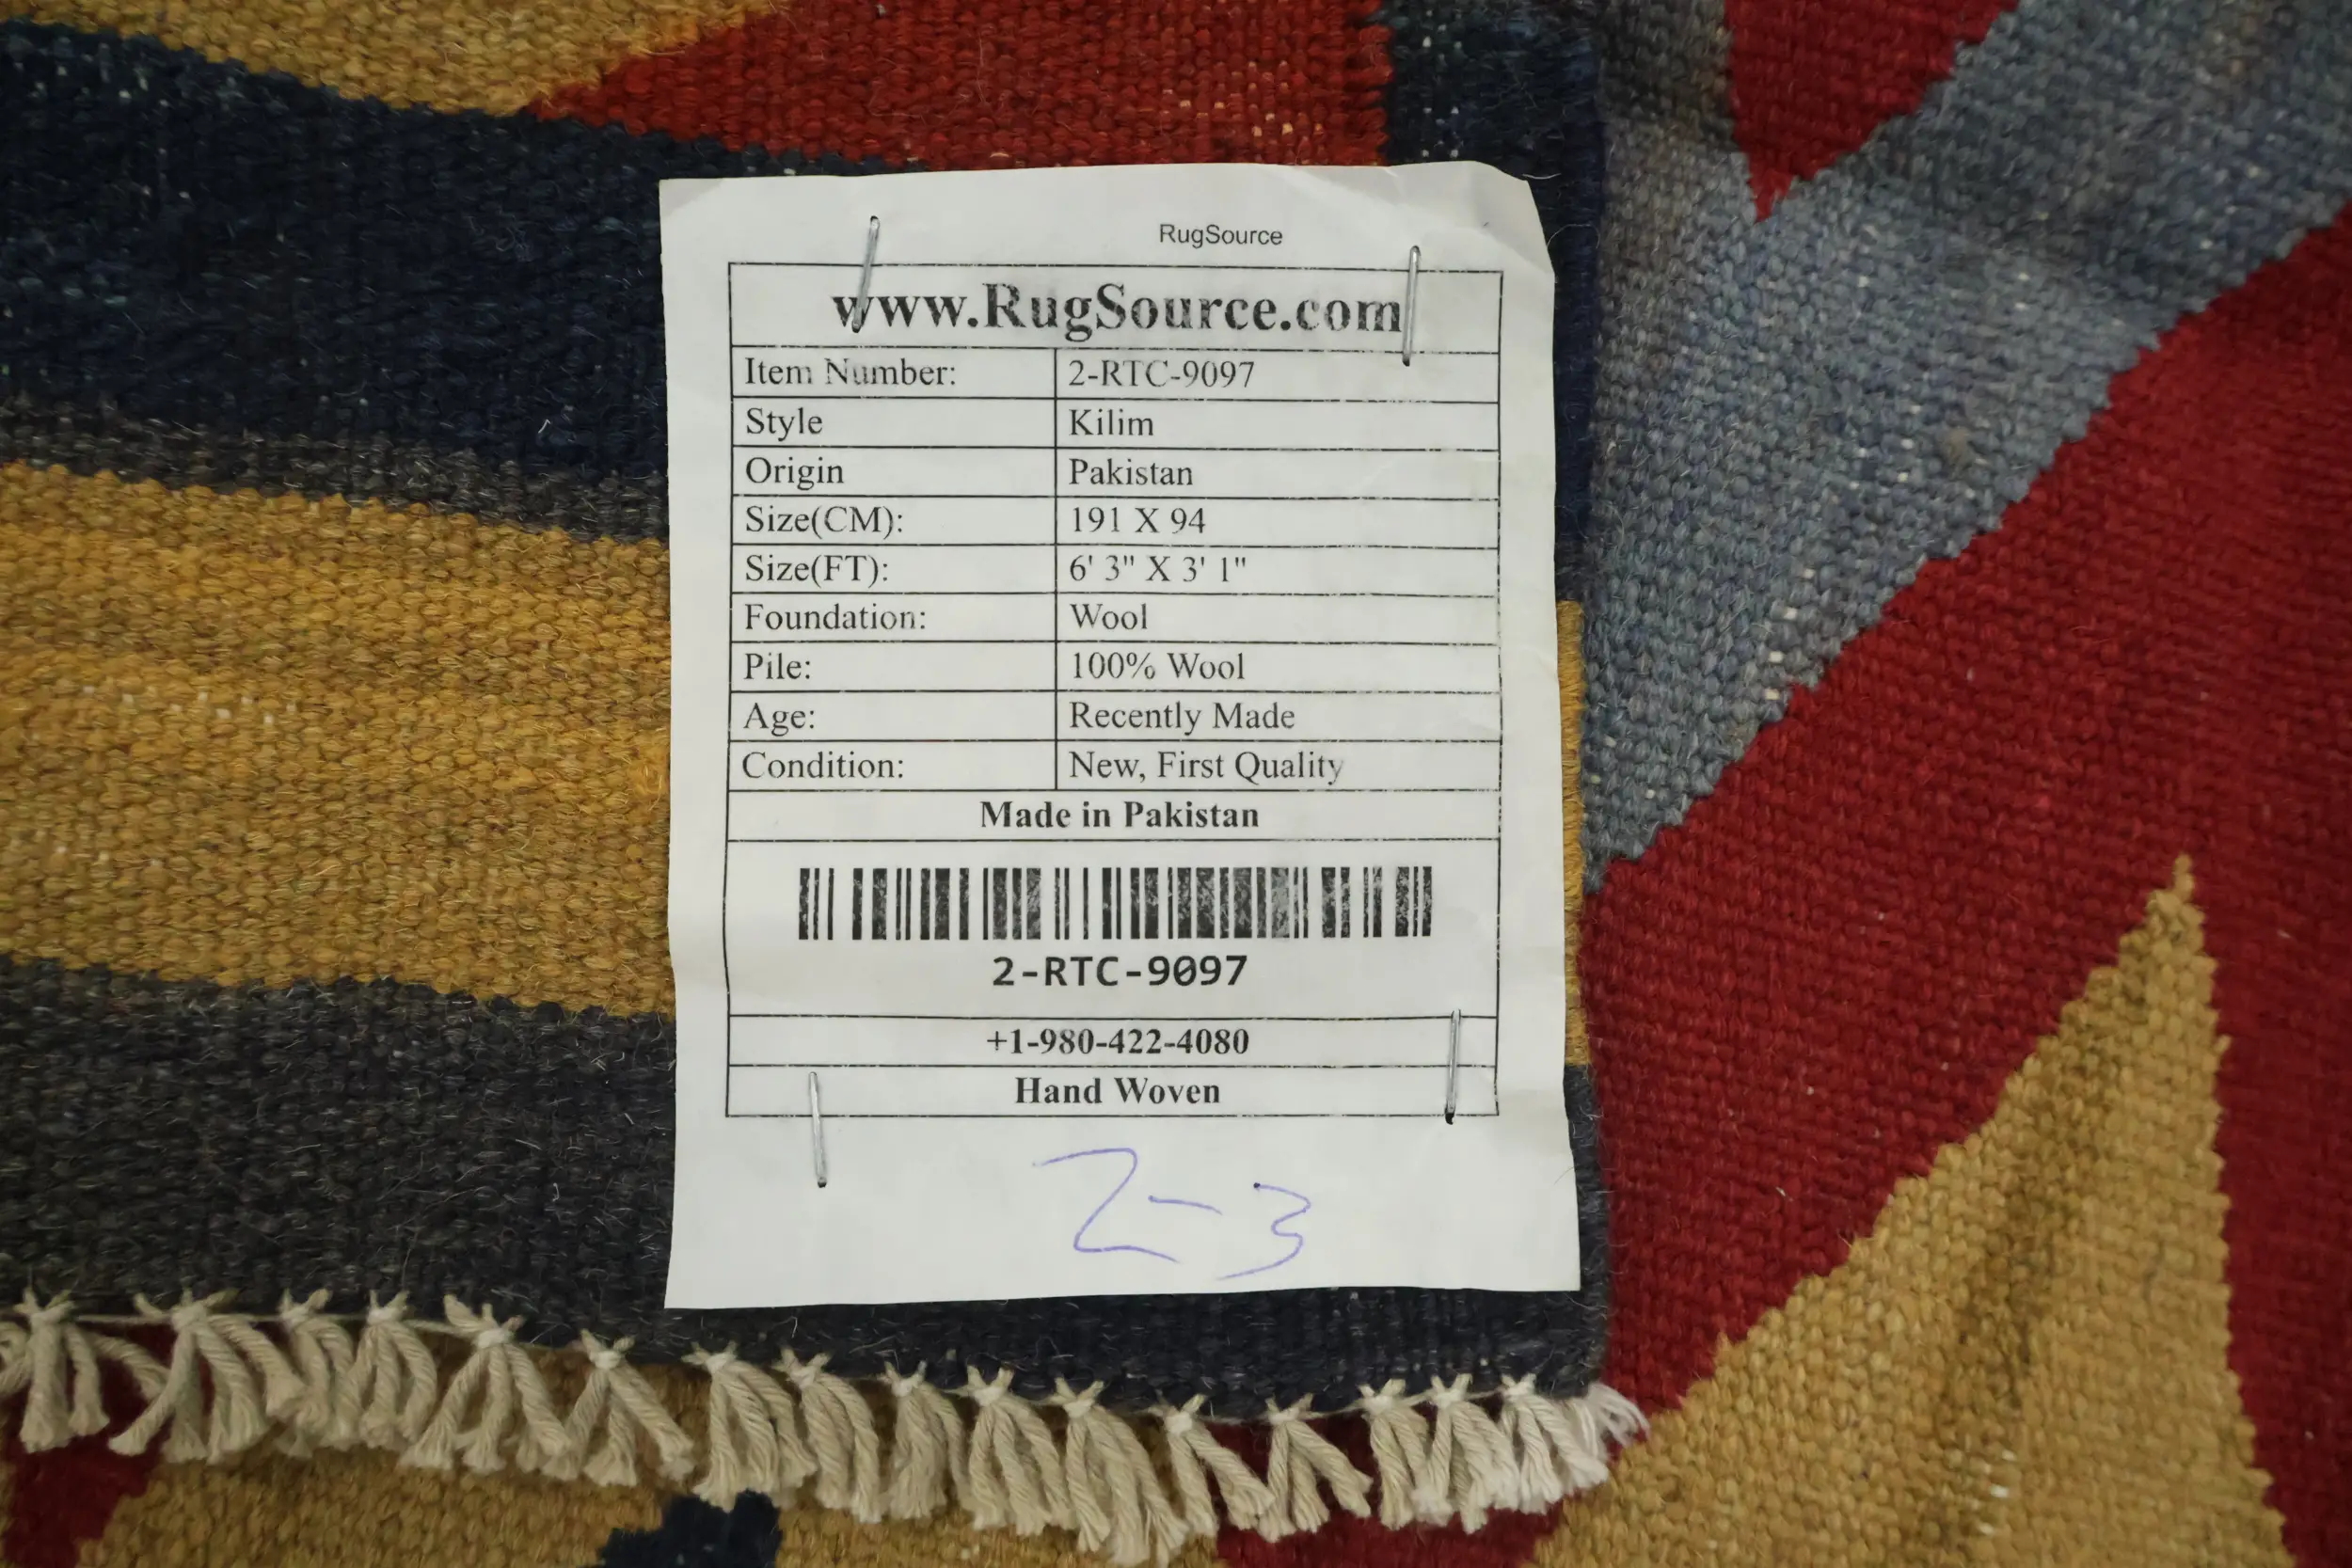 RugSource
www.RugSource.com
Item Number: 2-RTC-9097
Style Kilim
Origin Pakistan
Size(CM): 191 X 94
Size(FT): 6' 3" X 3' 1"
Foundation: Wool
Pile: 100% Wool
Age: Recently Made
Condition: New, First Quality
Made in Pakistan
2-RTC-9097
+1-980-422-4080
Hand Woven
2-3